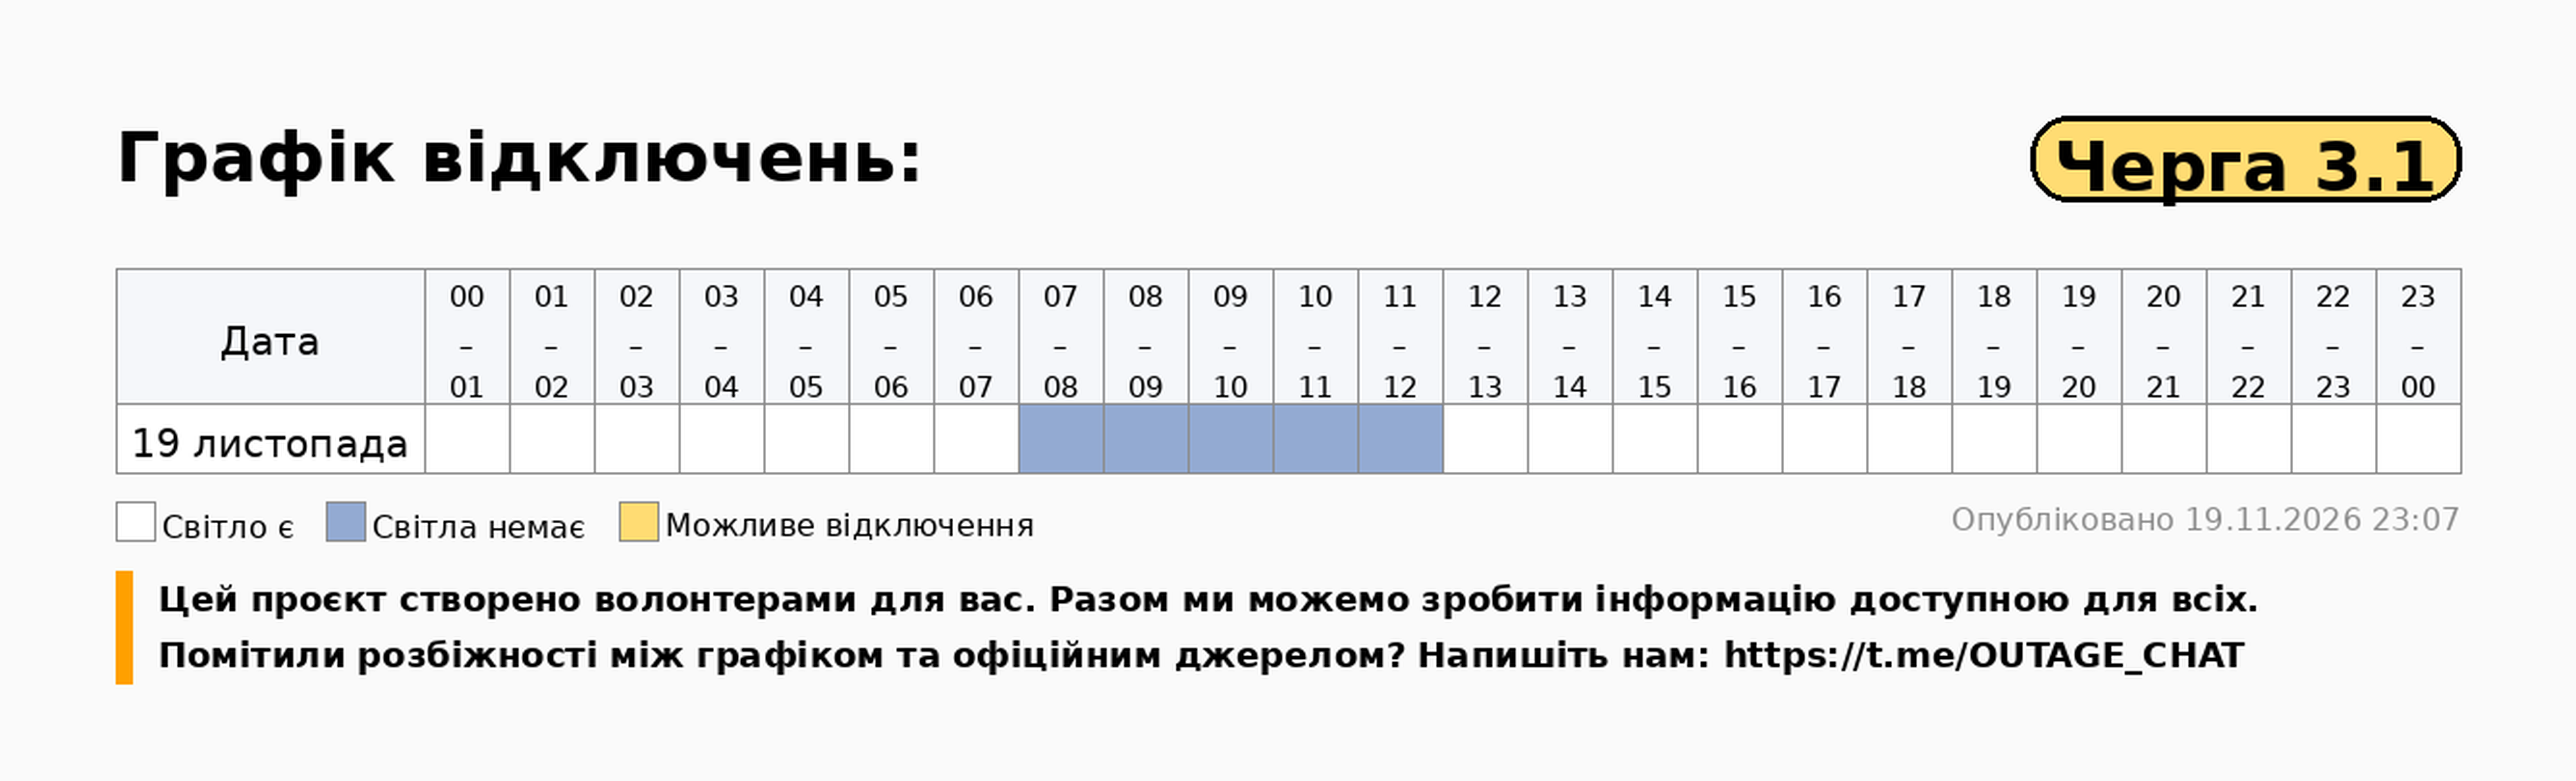 Графік відключень:
Черга 3.1
Дата
00 – 01
01 – 02
02 – 03
03 – 04
04 – 05
05 – 06
06 – 07
07 – 08
08 – 09
09 – 10
10 – 11
11 – 12
12 – 13
13 – 14
14 – 15
15 – 16
16 – 17
17 – 18
18 – 19
19 – 20
20 – 21
21 – 22
22 – 23
23 – 00
19 листопада
Світло є
Світла немає
Можливе відключення
Опубліковано 19.11.2026 23:07
Цей проєкт створено волонтерами для вас. Разом ми можемо зробити інформацію доступною для всіх.
Помітили розбіжності між графіком та офіційним джерелом? Напишіть нам: https://t.me/OUTAGE_CHAT